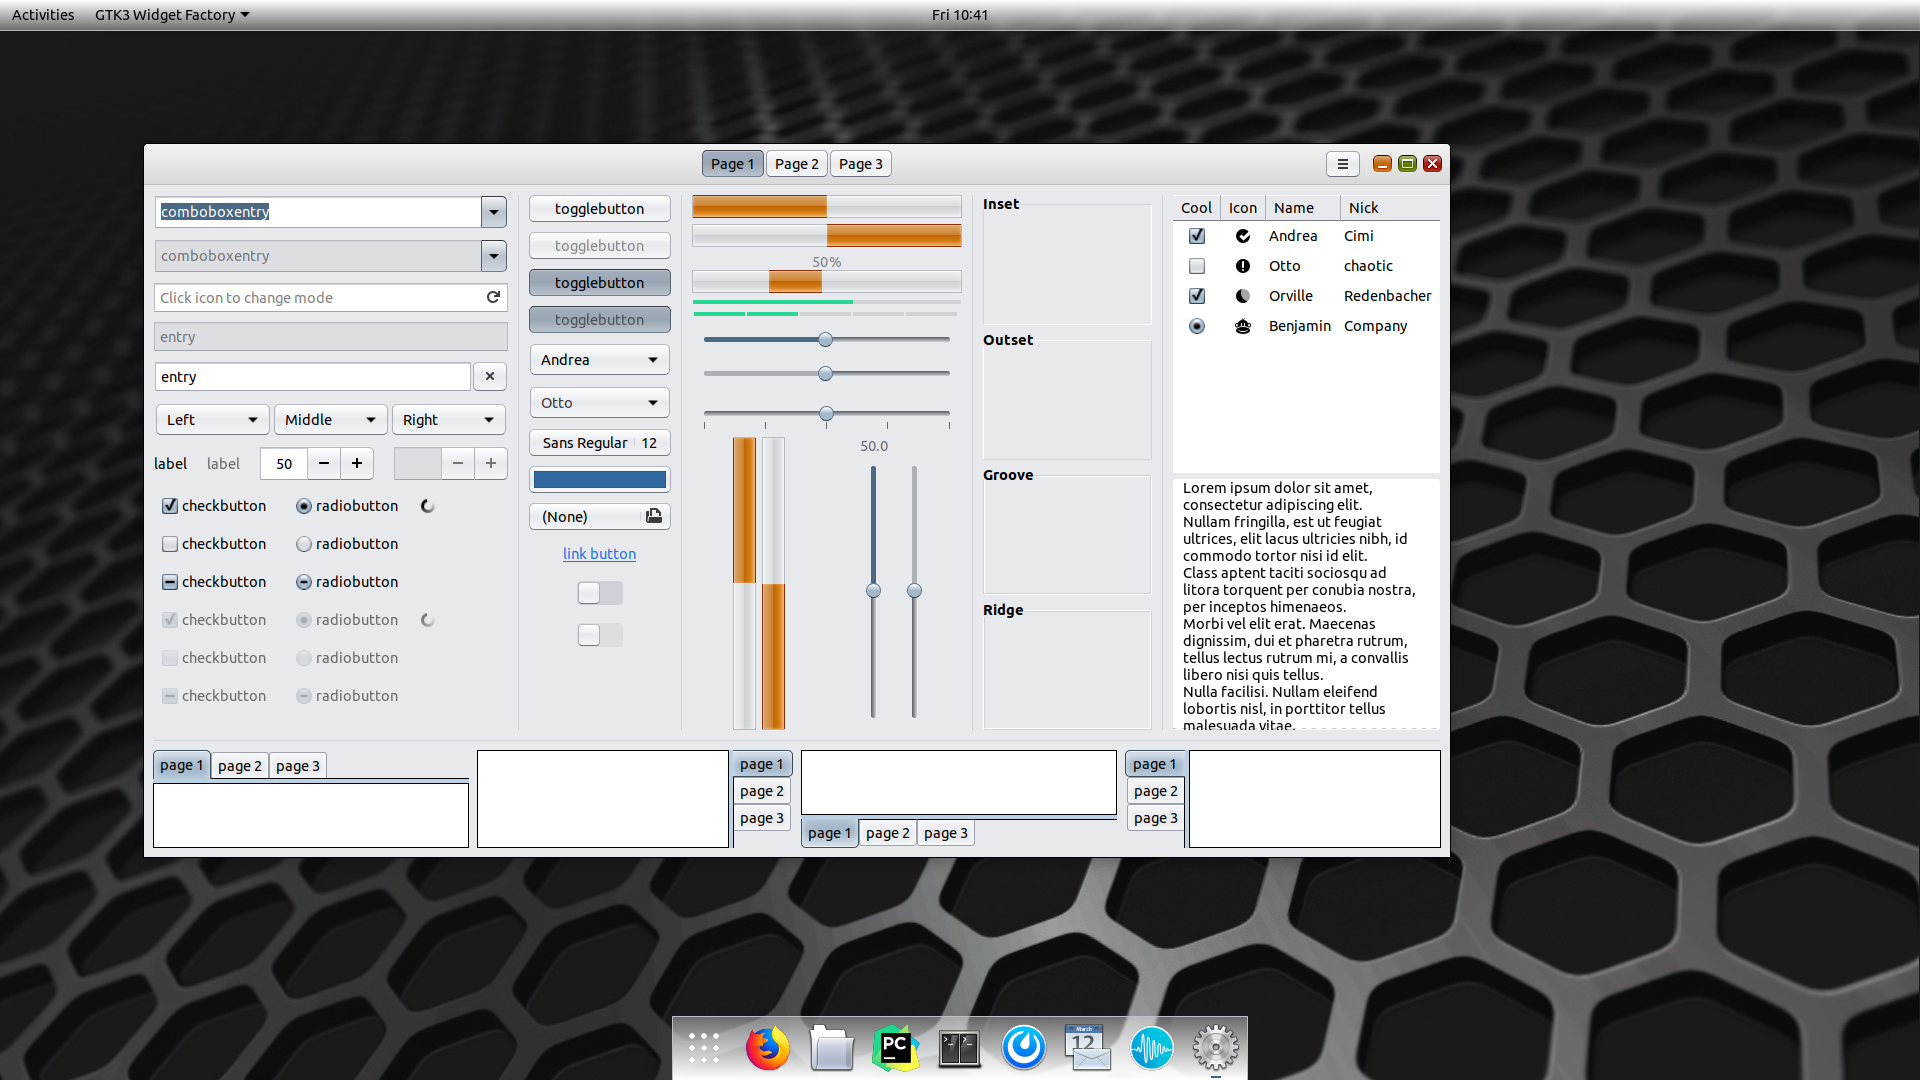 Activities
GTK3 Widget Factory
Fri 10:41
Page 1
Page 2
Page 3
comboboxentry
comboboxentry
Click icon to change mode
entry
entry
Left
Middle
Right
label
label
50
checkbutton
radiobutton
checkbutton
radiobutton
checkbutton
radiobutton
checkbutton
radiobutton
checkbutton
radiobutton
checkbutton
radiobutton
togglebutton
togglebutton
togglebutton
togglebutton
Andrea
Otto
Sans Regular 12
(None)
link button
50%
50.0
Inset
Outset
Groove
Ridge
Cool Icon Name Nick
Andrea Cimi
Otto chaotic
Orville Redenbacher
Benjamin Company
Lorem ipsum dolor sit amet,
consectetur adipiscing elit.
Nullam fringilla, est ut feugiat
ultrices, elit lacus ultricies nibh, id
commodo tortor nisi id elit.
Class aptent taciti sociosqu ad
litora torquent per conubia nostra,
per inceptos himenaeos.
Morbi vel elit erat. Maecenas
dignissim, dui et pharetra rutrum,
tellus lectus rutrum mi, a convallis
libero nisi quis tellus.
Nulla facilisi. Nullam eleifend
lobortis nisl, in porttitor tellus
malesuada vitae.
page 1
page 2
page 3
page 1
page 2
page 3
page 1
page 2
page 3
page 1
page 2
page 3
PC
March
12